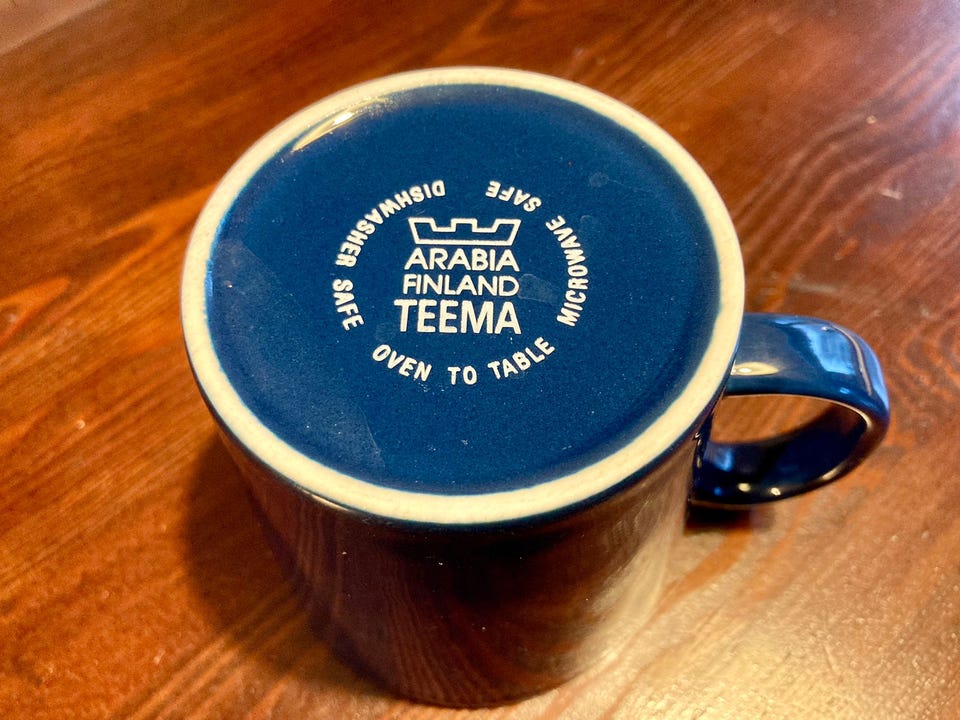 ARABIA
FINLAND
TEEMA
DISHWASHER SAFE
OVEN TO TABLE
MICROWAVE SAFE